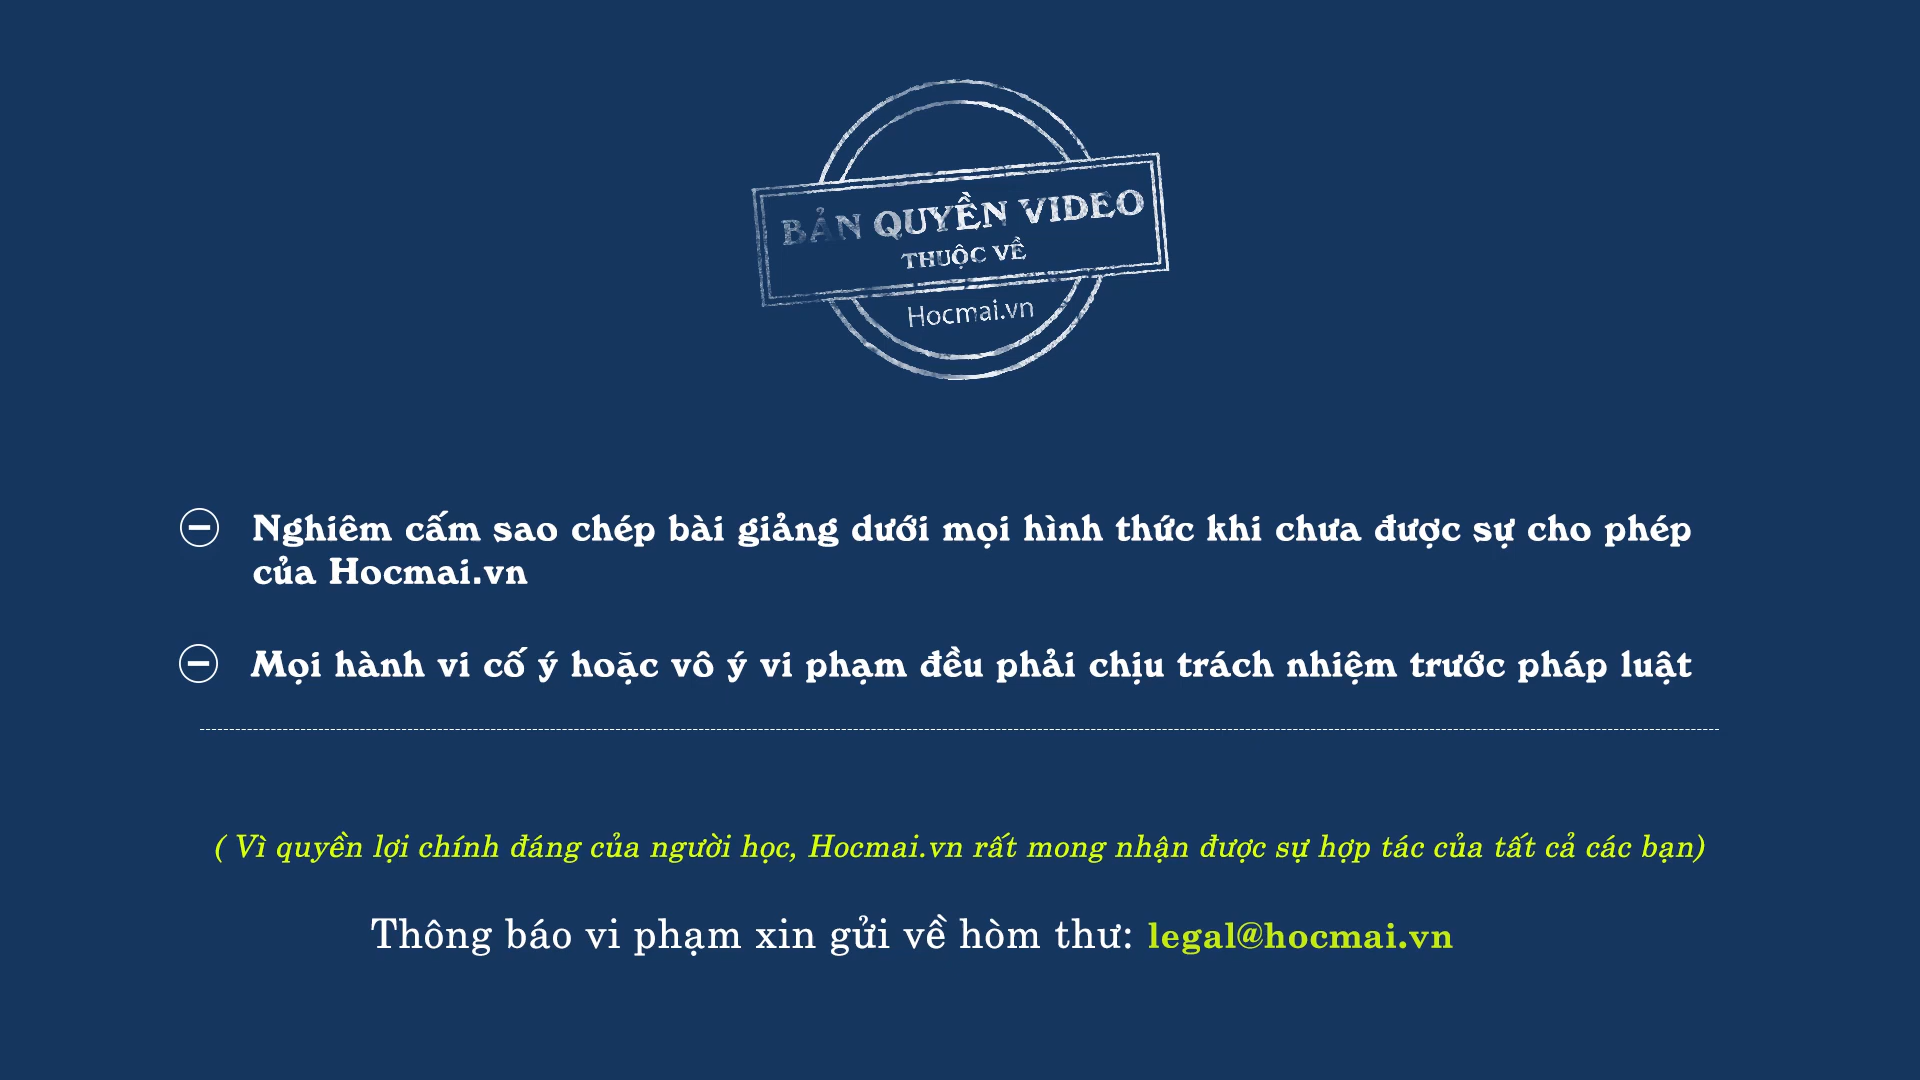 BẢN QUYỀN VIDEO
THUỘC VỀ
Hocmai.vn
Nghiêm cấm sao chép bài giảng dưới mọi hình thức khi chưa được sự cho phép
của Hocmai.vn
Mọi hành vi cố ý hoặc vô ý vi phạm đều phải chịu trách nhiệm trước pháp luật
( Vì quyền lợi chính đáng của người học, Hocmai.vn rất mong nhận được sự hợp tác của tất cả các bạn)
Thông báo vi phạm xin gửi về hòm thư: legal@hocmai.vn